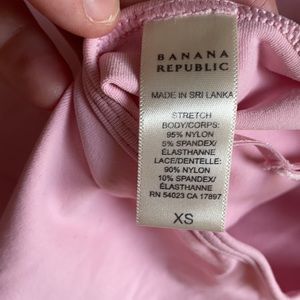 BANANA
REPUBLIC
MADE IN SRI LANKA
STRETCH
BODY/CORPS:
95% NYLON
5% SPANDEX/
ÉLASTHANNE
LACE/DENTELLE:
90% NYLON
10% SPANDEX/
ÉLASTHANNE
RN 54023 CA 17897
XS